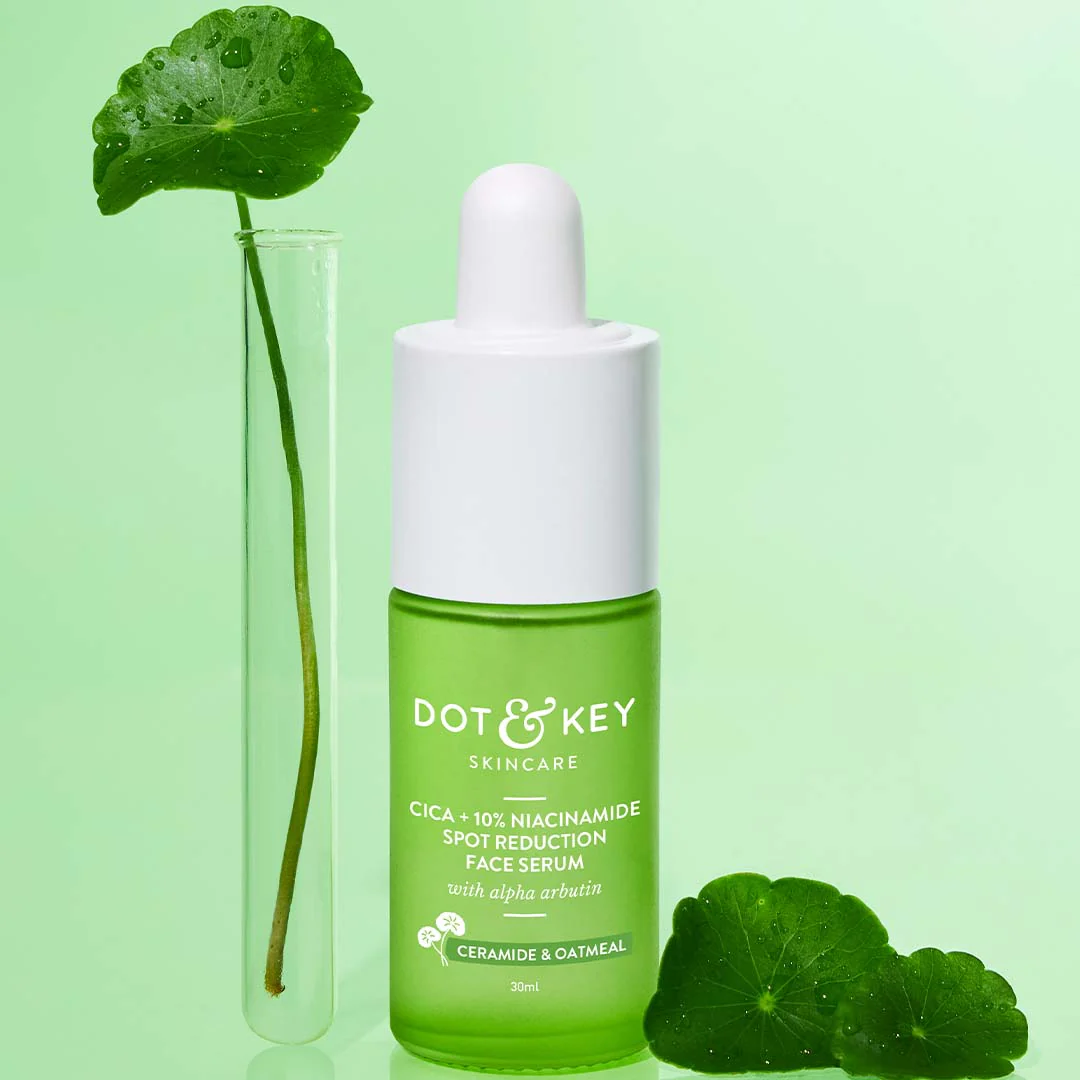 DOT & KEY
SKINCARE
CICA + 10% NIACINAMIDE
SPOT REDUCTION
FACE SERUM
with alpha arbutin
CERAMIDE & OATMEAL
30ml